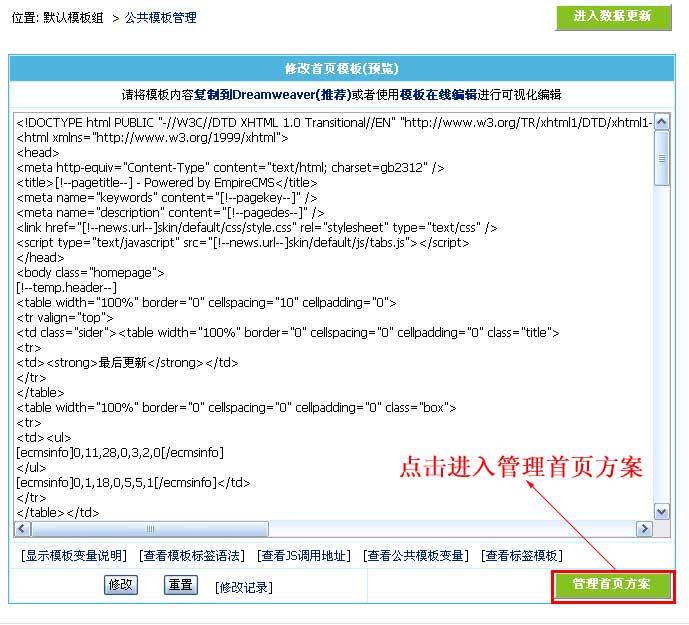 位置: 默认模板组 > 公共模板管理
进入数据更新
修改首页模板(预览)
请将模板内容复制到Dreamweaver(推荐)或者使用模板在线编辑进行可视化编辑
<!DOCTYPE html PUBLIC "-//W3C//DTD XHTML 1.0 Transitional//EN" "http://www.w3.org/TR/xhtml1/DTD/xhtml1-
<html xmlns="http://www.w3.org/1999/xhtml">
<head>
<meta http-equiv="Content-Type" content="text/html; charset=gb2312" />
<title>[!--pagetitle--] - Powered by EmpireCMS</title>
<meta name="keywords" content="[!--pagekey--]" />
<meta name="description" content="[!--pagedes--]" />
<link href="[!--news.url--]skin/default/css/style.css" rel="stylesheet" type="text/css" />
<script type="text/javascript" src="[!--news.url--]skin/default/js/tabs.js"></script>
</head>
<body class="homepage">
[!--temp.header--]
<table width="100%" border="0" cellspacing="10" cellpadding="0">
<tr valign="top">
<td class="sider"><table width="100%" border="0" cellspacing="0" cellpadding="0" class="title">
<tr>
<td><strong>最后更新</strong></td>
</tr>
</table>
<table width="100%" border="0" cellspacing="0" cellpadding="0" class="box">
<tr>
<td><ul>
[ecmsinfo]0,11,28,0,3,2,0[/ecmsinfo]
</ul>
[ecmsinfo]0,1,18,0,5,5,1[/ecmsinfo]</td>
</tr>
</table></td>
点击进入管理首页方案
[显示模板变量说明] [查看模板标签语法] [查看JS调用地址] [查看公共模板变量] [查看标签模板]
修改 重置 [修改记录]
管理首页方案